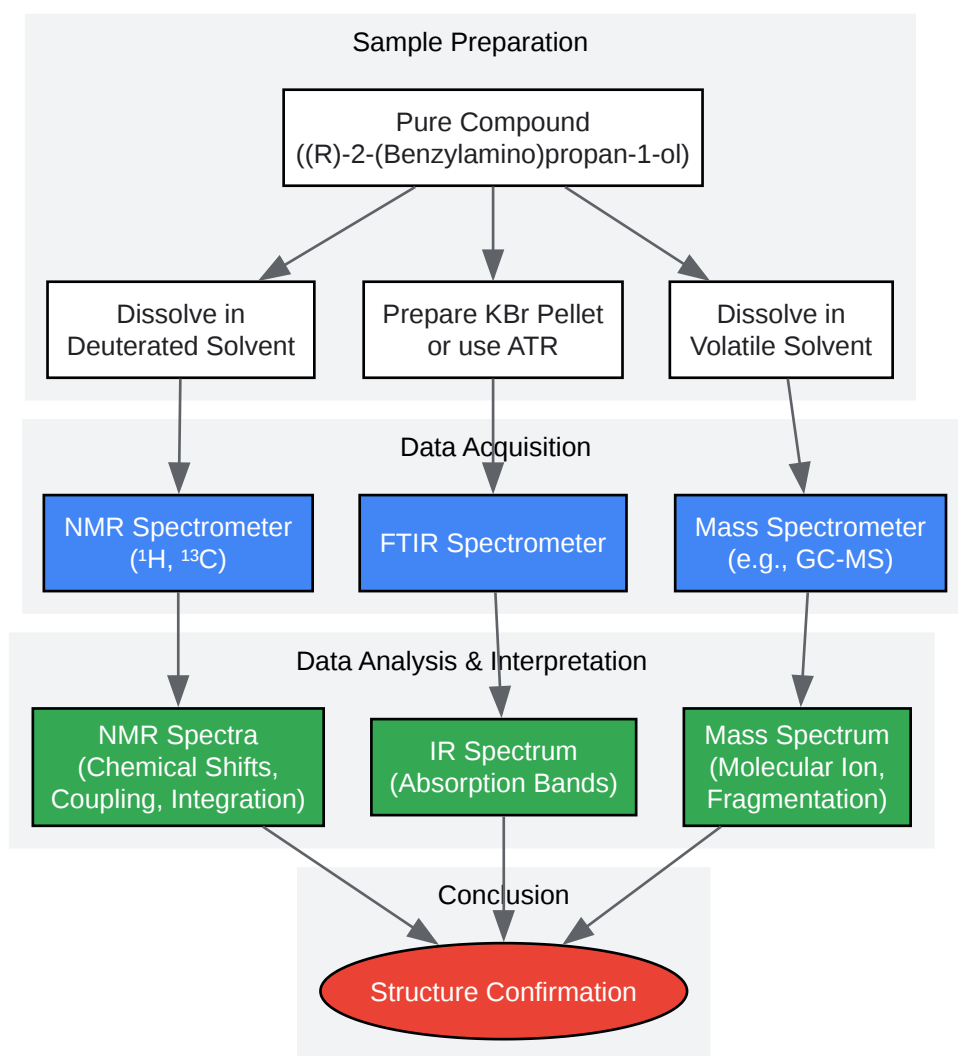 Sample Preparation
Pure Compound
((R)-2-(Benzylamino)propan-1-ol)
Dissolve in
Deuterated Solvent
Prepare KBr Pellet
or use ATR
Dissolve in
Volatile Solvent
Data Acquisition
NMR Spectrometer
(¹H, ¹³C)
FTIR Spectrometer
Mass Spectrometer
(e.g., GC-MS)
Data Analysis & Interpretation
NMR Spectra
(Chemical Shifts,
Coupling, Integration)
IR Spectrum
(Absorption Bands)
Mass Spectrum
(Molecular Ion,
Fragmentation)
Conclusion
Structure Confirmation